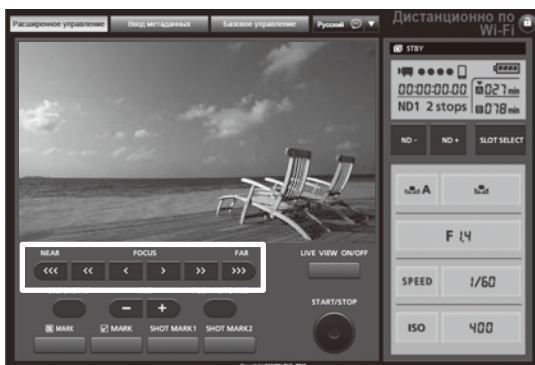 Расширенное управление
Ввод метаданных
Базовое управление
Русский
Дистанционно по
Wi-Fi
STBY
00:00:00:00 027 min
ND1 2 stops 078 min
ND - ND + SLOT SELECT
A
F 1.4
SPEED 1/60
ISO 400
NEAR FOCUS FAR
<<< << < > >> >>>
LIVE VIEW ON/OFF
− +
START/STOP
OK MARK MARK SHOT MARK1 SHOT MARK2